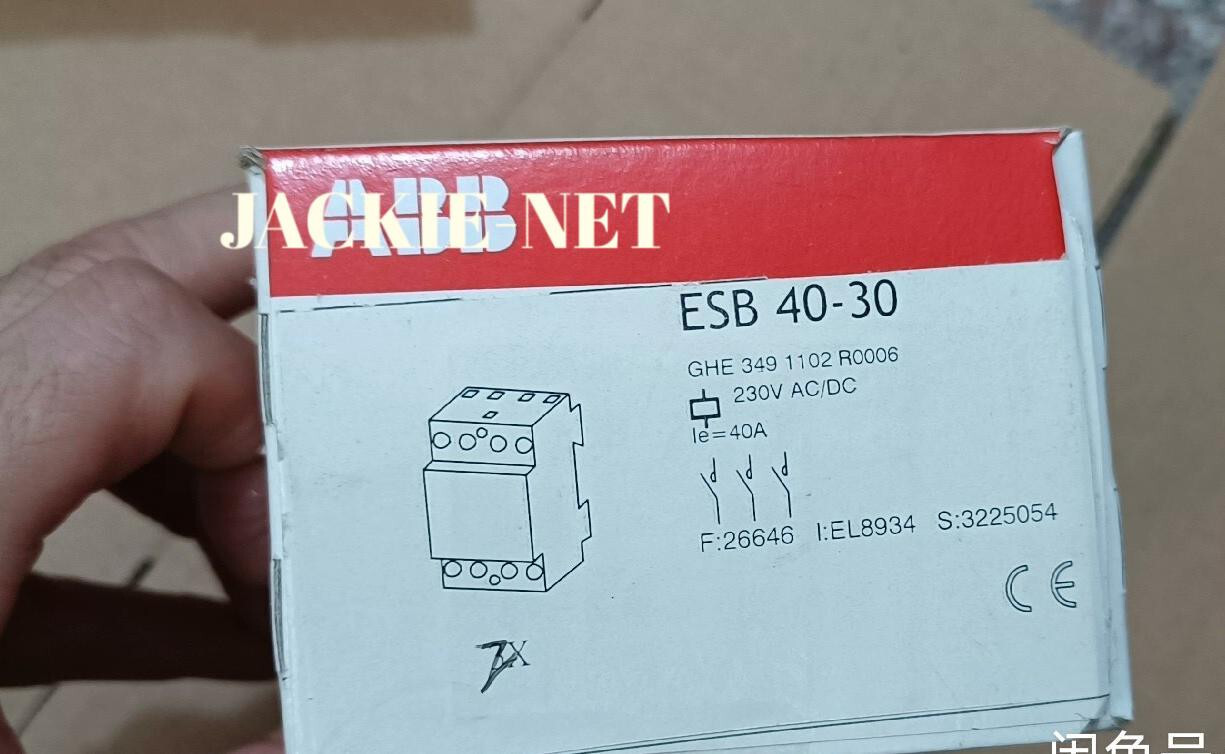 ABB
JACKIE-NET
ESB 40-30
GHE 349 1102 R0006
230V AC/DC
Ie=40A
F:26646 I:EL8934 S:3225054
CE